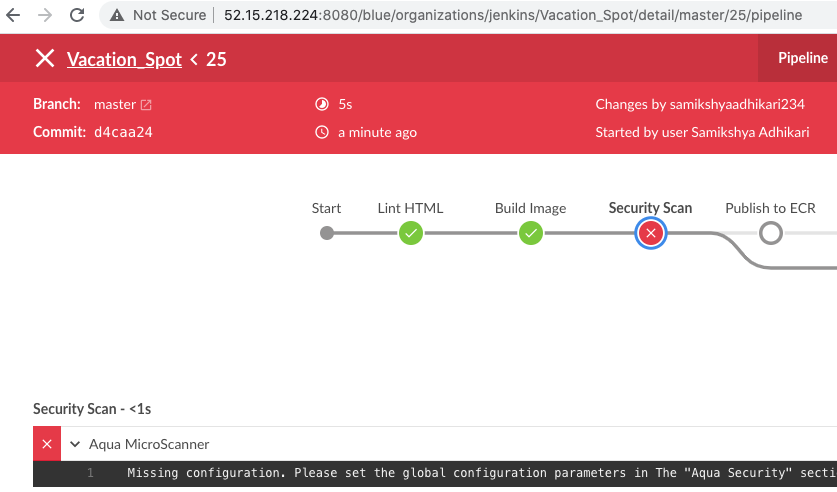 Not Secure 52.15.218.224:8080/blue/organizations/jenkins/Vacation_Spot/detail/master/25/pipeline
Vacation_Spot < 25 Pipeline
Branch: master 5s Changes by samikshyaadhikari234
Commit: d4caa24 a minute ago Started by user Samikshya Adhikari
Start Lint HTML Build Image Security Scan Publish to ECR
Security Scan - <1s
Aqua MicroScanner
1 Missing configuration. Please set the global configuration parameters in The "Aqua Security" secti